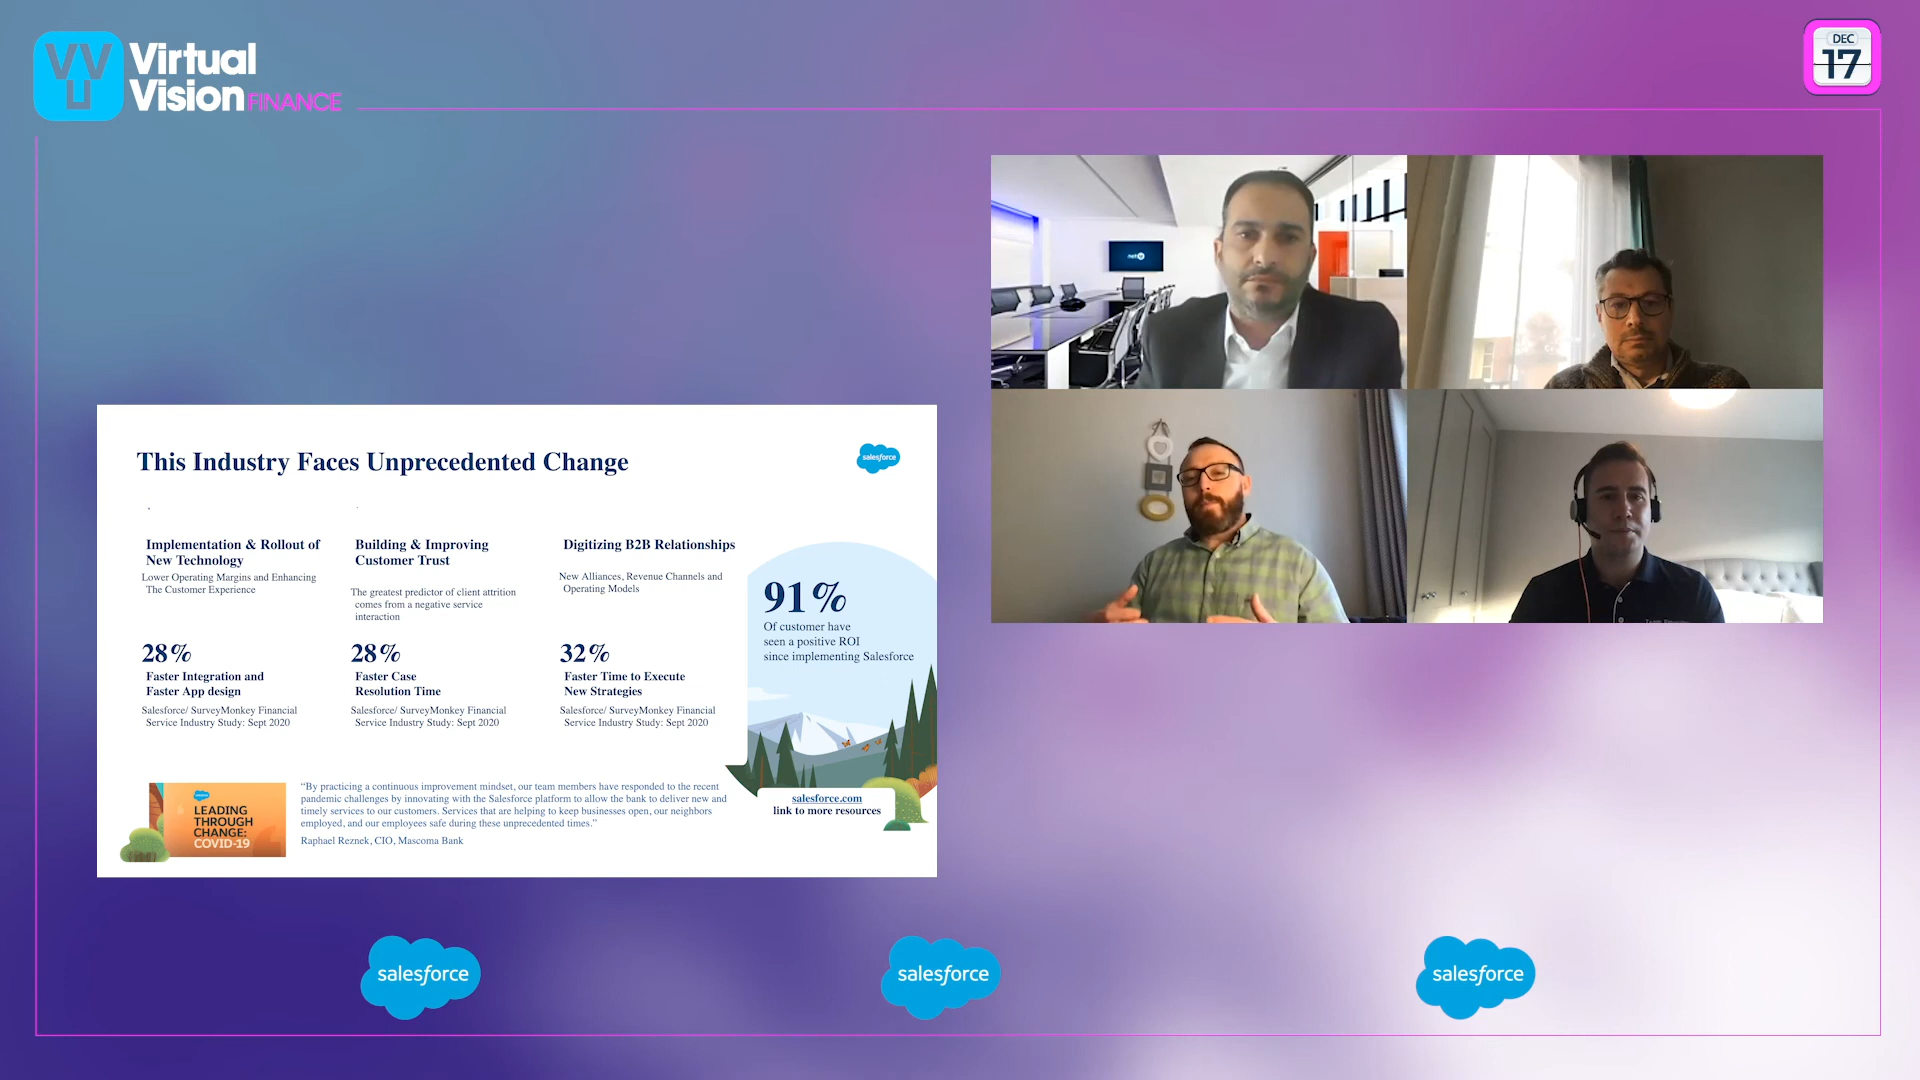 Virtual
Vision FINANCE
DEC
17
net
This Industry Faces Unprecedented Change
salesforce
Implementation & Rollout of
New Technology
Lower Operating Margins and Enhancing
The Customer Experience
28%
Faster Integration and
Faster App design
Salesforce/ SurveyMonkey Financial
Service Industry Study: Sept 2020
Building & Improving
Customer Trust
The greatest predictor of client attrition
comes from a negative service
interaction
28%
Faster Case
Resolution Time
Salesforce/ SurveyMonkey Financial
Service Industry Study: Sept 2020
Digitizing B2B Relationships
New Alliances, Revenue Channels and
Operating Models
32%
Faster Time to Execute
New Strategies
Salesforce/ SurveyMonkey Financial
Service Industry Study: Sept 2020
91%
Of customer have
seen a positive ROI
since implementing Salesforce
salesforce.com
link to more resources
LEADING
THROUGH
CHANGE:
COVID-19
“By practicing a continuous improvement mindset, our team members have responded to the recent
pandemic challenges by innovating with the Salesforce platform to allow the bank to deliver new and
timely services to our customers. Services that are helping to keep businesses open, our neighbors
employed, and our employees safe during these unprecedented times.”
Raphael Reznek, CIO, Mascoma Bank
salesforce
salesforce
salesforce